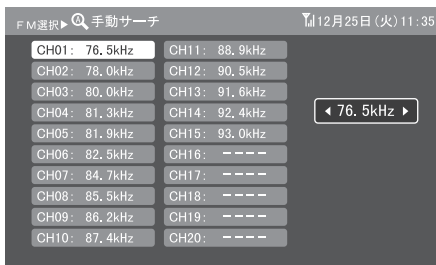 FM選択▶ 手動サーチ 12月25日(火)11:35
CH01: 76.5kHz CH11: 88.9kHz
CH02: 78.0kHz CH12: 90.5kHz
CH03: 80.0kHz CH13: 91.6kHz
CH04: 81.3kHz CH14: 92.4kHz ◀ 76.5kHz ▶
CH05: 81.9kHz CH15: 93.0kHz
CH06: 82.5kHz CH16: ----
CH07: 84.7kHz CH17: ----
CH08: 85.5kHz CH18: ----
CH09: 86.2kHz CH19: ----
CH10: 87.4kHz CH20: ----